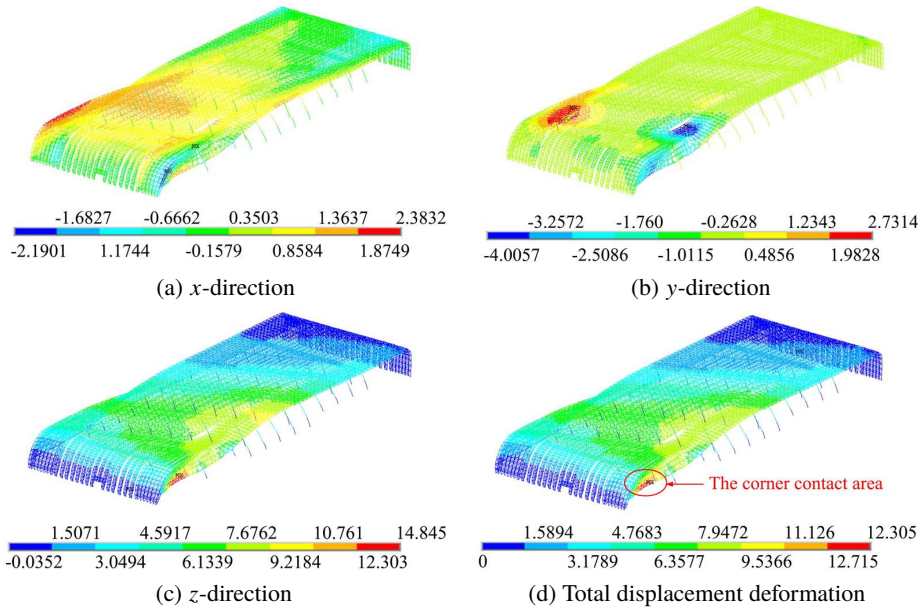 -1.6827 -0.6662 0.3503 1.3637 2.3832
-2.1901 1.1744 -0.1579 0.8584 1.8749
(a) x-direction
-3.2572 -1.760 -0.2628 1.2343 2.7314
-4.0057 -2.5086 -1.0115 0.4856 1.9828
(b) y-direction
1.5071 4.5917 7.6762 10.761 14.845
-0.0352 3.0494 6.1339 9.2184 12.303
(c) z-direction
The corner contact area
1.5894 4.7683 7.9472 11.126 12.305
0 3.1789 6.3577 9.5366 12.715
(d) Total displacement deformation